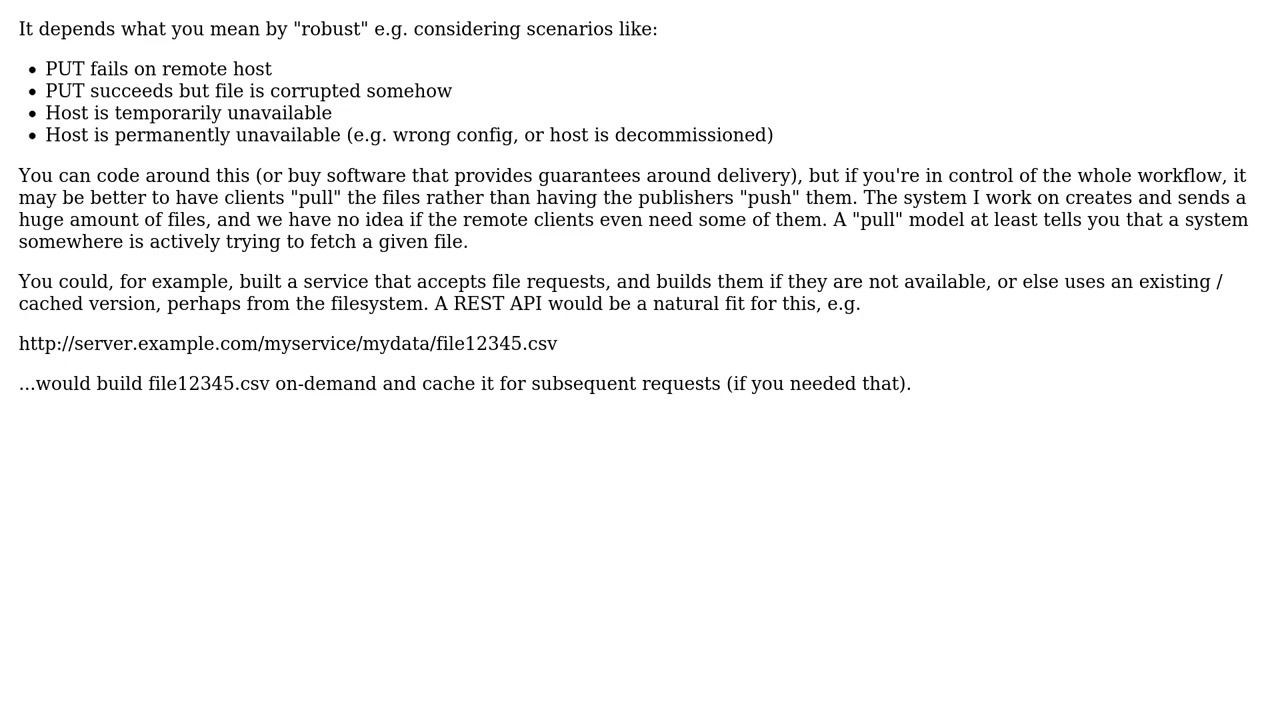 It depends what you mean by "robust" e.g. considering scenarios like:
• PUT fails on remote host
• PUT succeeds but file is corrupted somehow
• Host is temporarily unavailable
• Host is permanently unavailable (e.g. wrong config, or host is decommissioned)
You can code around this (or buy software that provides guarantees around delivery), but if you're in control of the whole workflow, it
may be better to have clients "pull" the files rather than having the publishers "push" them. The system I work on creates and sends a
huge amount of files, and we have no idea if the remote clients even need some of them. A "pull" model at least tells you that a system
somewhere is actively trying to fetch a given file.
You could, for example, built a service that accepts file requests, and builds them if they are not available, or else uses an existing /
cached version, perhaps from the filesystem. A REST API would be a natural fit for this, e.g.
http://server.example.com/myservice/mydata/file12345.csv
...would build file12345.csv on-demand and cache it for subsequent requests (if you needed that).